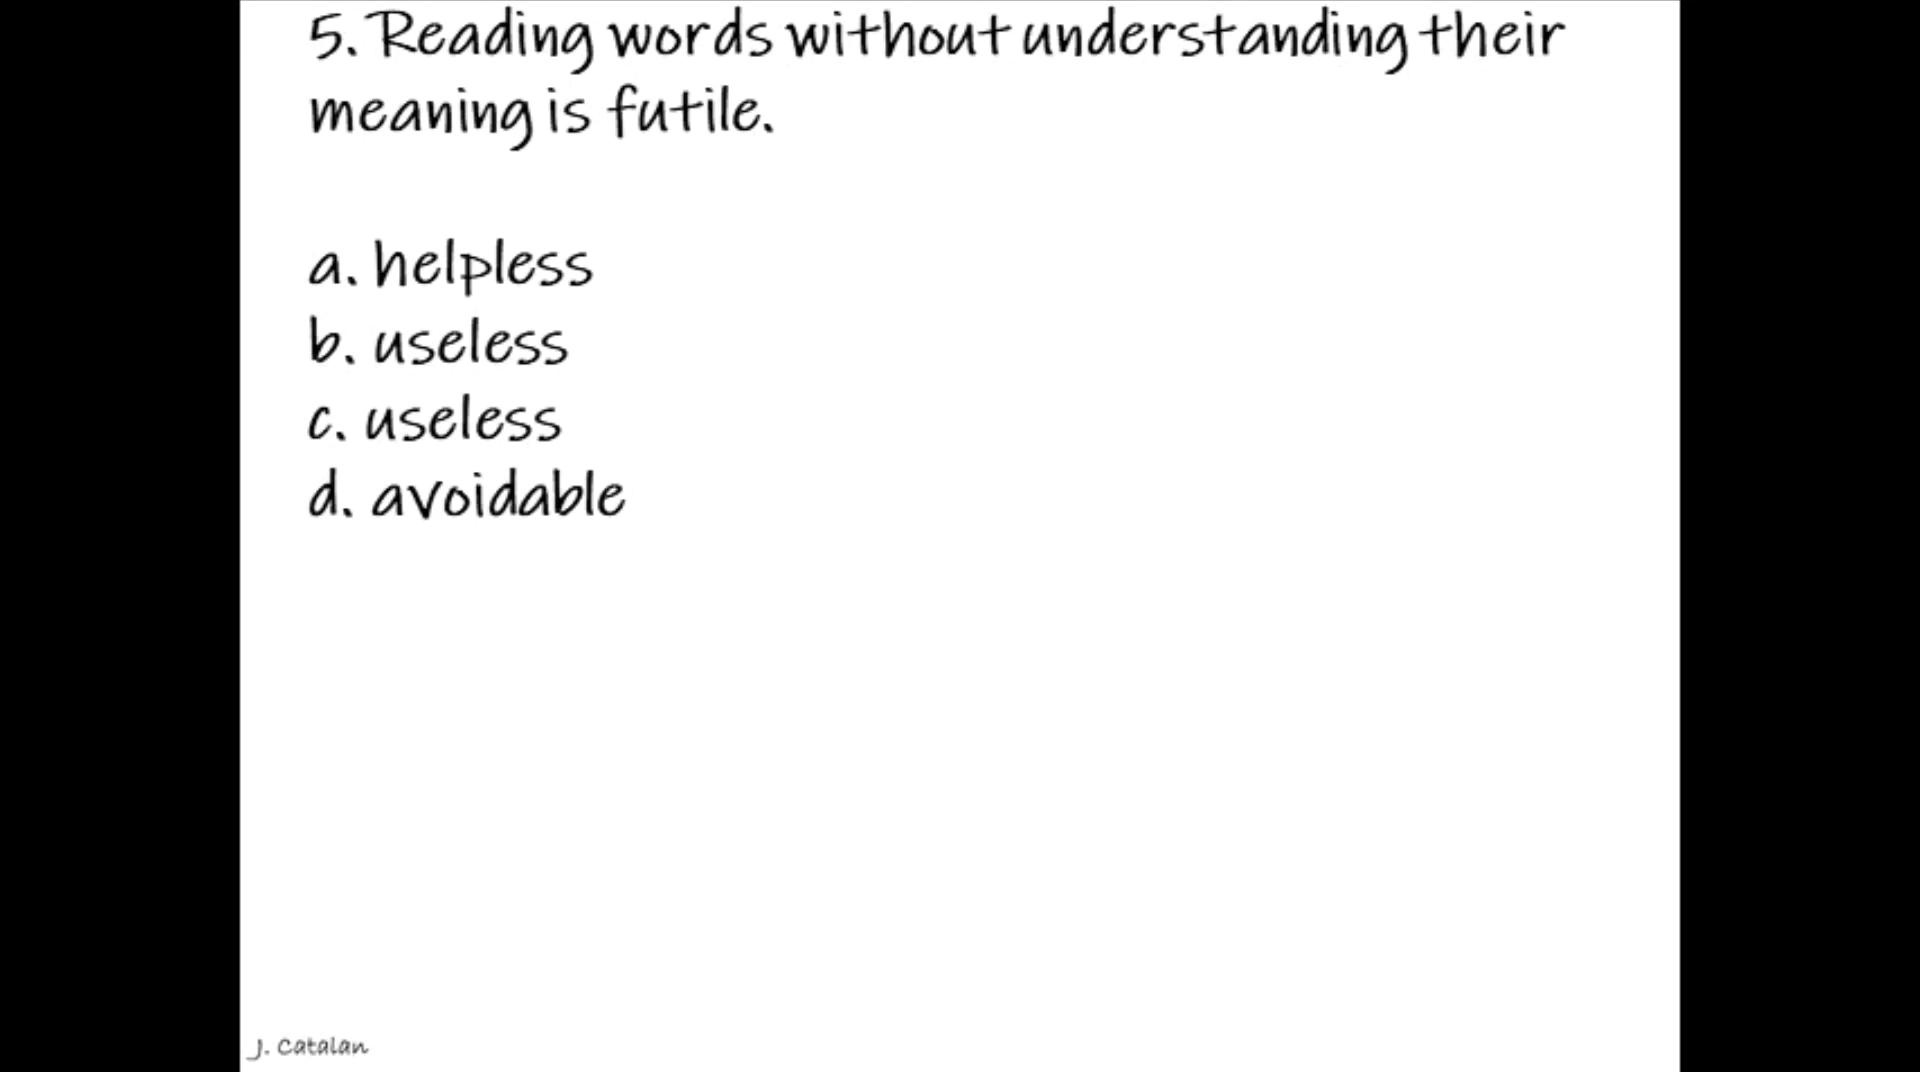 5. Reading words without understanding their
meaning is futile.
a. helpless
b. useless
c. useless
d. avoidable
J. Catalan